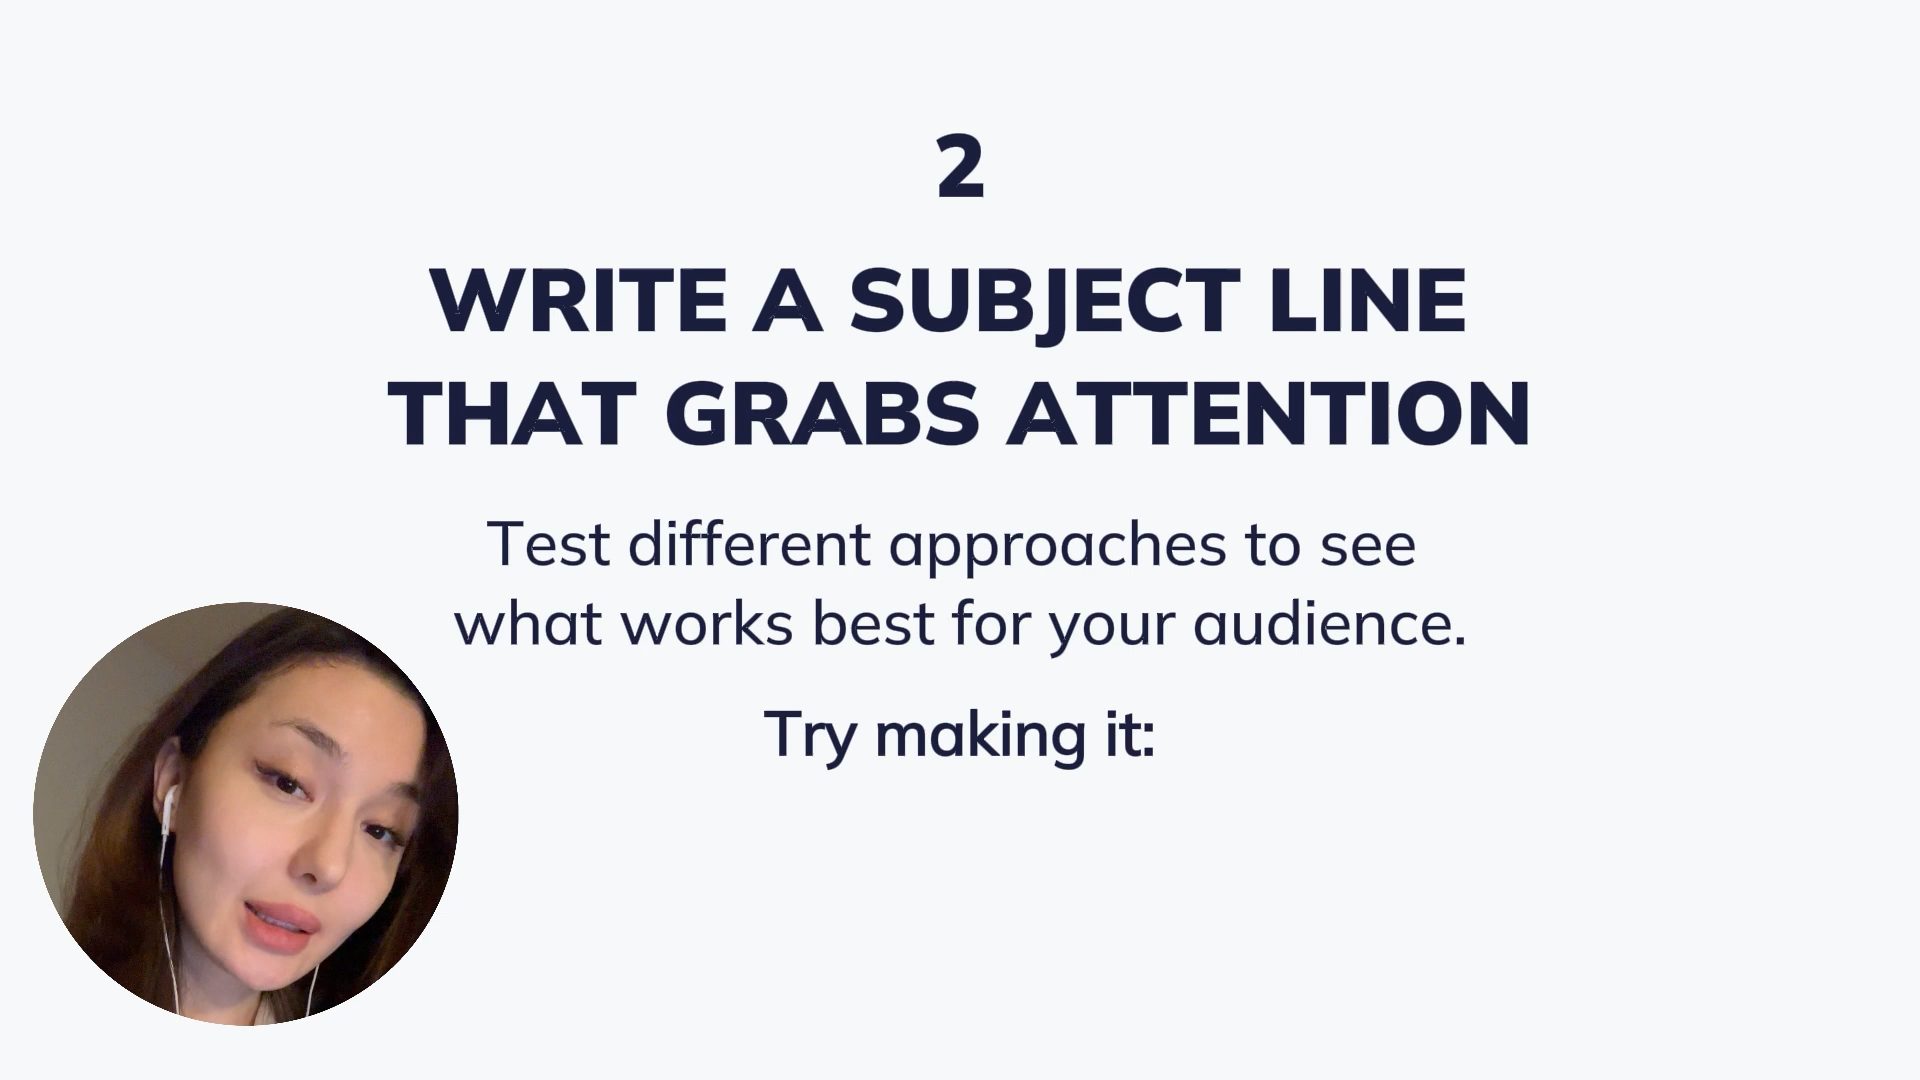 2
WRITE A SUBJECT LINE
THAT GRABS ATTENTION
Test different approaches to see
what works best for your audience.
Try making it: